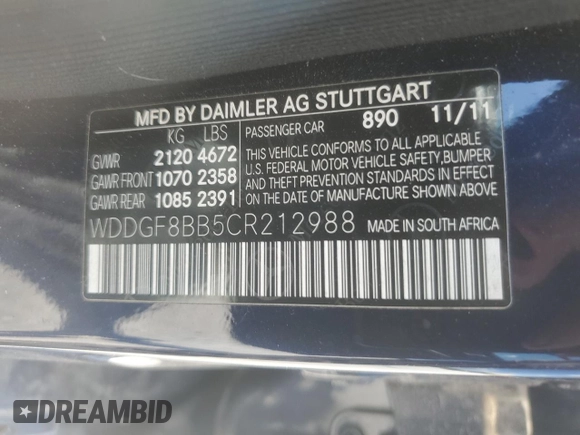 MFD BY DAIMLER AG STUTTGART
KG LBS PASSENGER CAR 890 11/11
GVWR 2120 4672
GAWR FRONT 1070 2358
GAWR REAR 1085 2391
THIS VEHICLE CONFORMS TO ALL APPLICABLE
U.S. FEDERAL MOTOR VEHICLE SAFETY,BUMPER
AND THEFT PREVENTION STANDARDS IN EFFECT
ON THE DATE OF MANUFACTURE SHOWN ABOVE.
WDDGF8BB5CR212988 MADE IN SOUTH AFRICA
DREAMBID